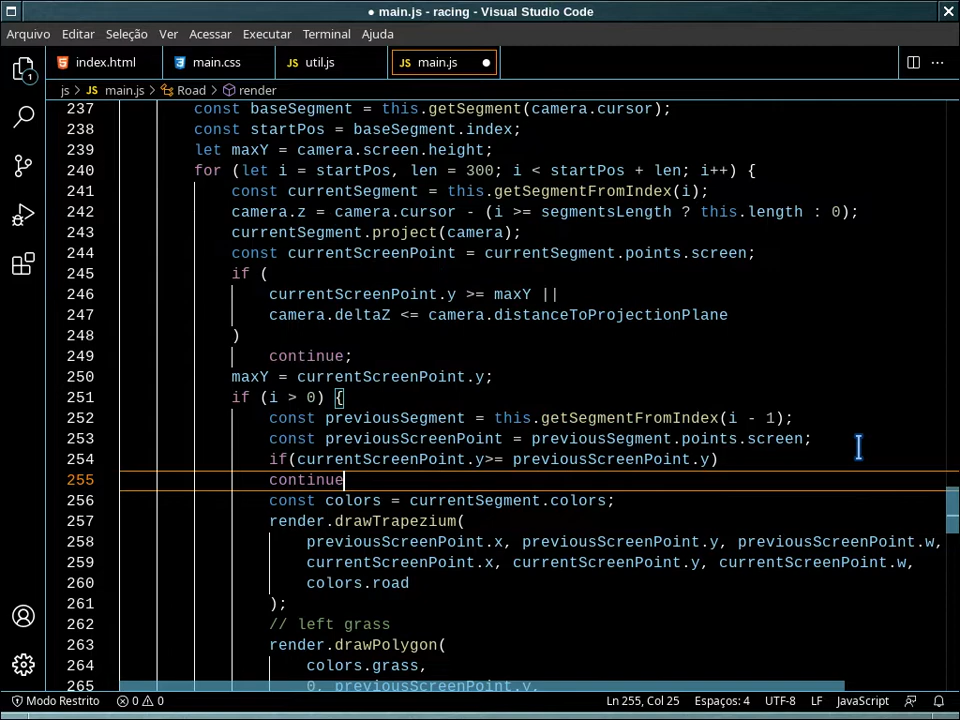 ● main.js - racing - Visual Studio Code
Arquivo Editar Seleção Ver Acessar Executar Terminal Ajuda
1
index.html main.css JS util.js JS main.js ●
js > JS main.js > Road > render
237 const baseSegment = this.getSegment(camera.cursor);
238 const startPos = baseSegment.index;
239 let maxY = camera.screen.height;
240 for (let i = startPos, len = 300; i < startPos + len; i++) {
241 const currentSegment = this.getSegmentFromIndex(i);
242 camera.z = camera.cursor - (i >= segmentsLength ? this.length : 0);
243 currentSegment.project(camera);
244 const currentScreenPoint = currentSegment.points.screen;
245 if (
246 currentScreenPoint.y >= maxY ||
247 camera.deltaZ <= camera.distanceToProjectionPlane
248 )
249 continue;
250 maxY = currentScreenPoint.y;
251 if (i > 0) {
252 const previousSegment = this.getSegmentFromIndex(i - 1);
253 const previousScreenPoint = previousSegment.points.screen;
254 if(currentScreenPoint.y>= previousScreenPoint.y)
255 continue
256 const colors = currentSegment.colors;
257 render.drawTrapezium(
258 previousScreenPoint.x, previousScreenPoint.y, previousScreenPoint.w,
259 currentScreenPoint.x, currentScreenPoint.y, currentScreenPoint.w,
260 colors.road
261 );
262 // left grass
263 render.drawPolygon(
264 colors.grass,
265 0, previousScreenPoint.y,
Modo Restrito 0 0 Ln 255, Col 25 Espaços: 4 UTF-8 LF JavaScript